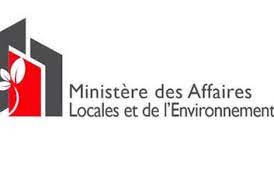 Ministère des Affaires
Locales et de l'Environnement